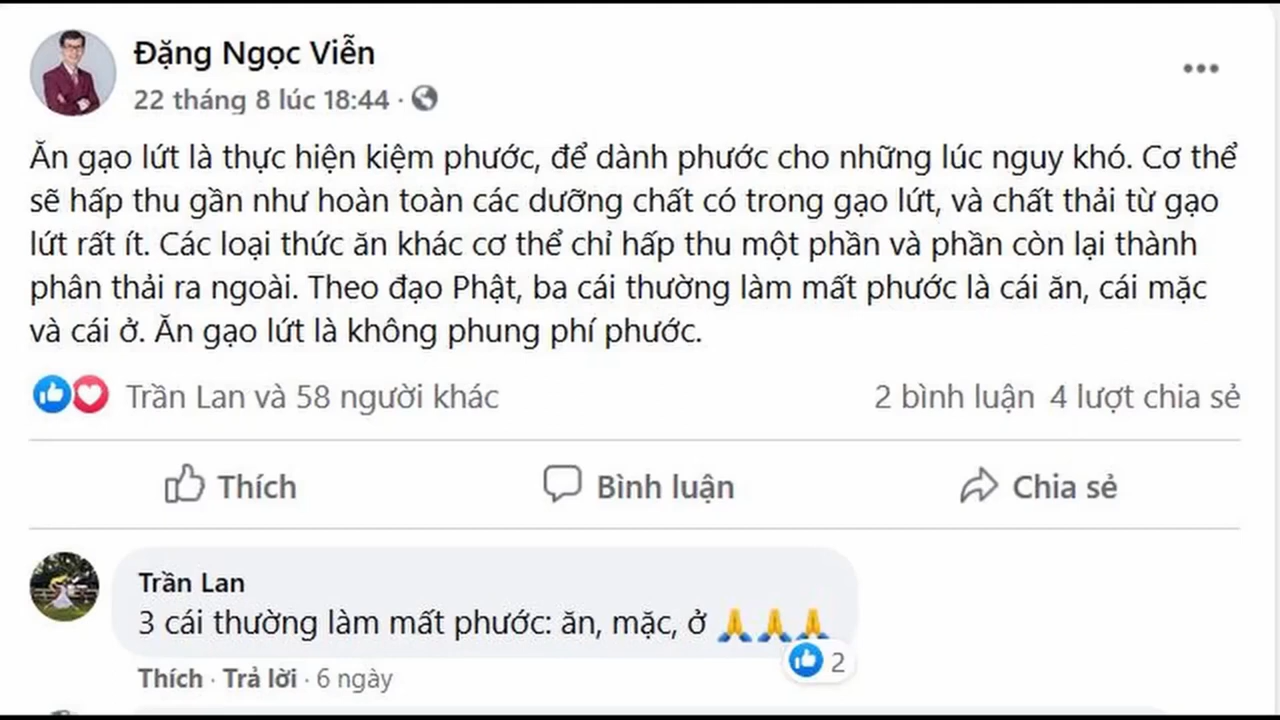 Đặng Ngọc Viễn
22 tháng 8 lúc 18:44 ·
Ăn gạo lứt là thực hiện kiệm phước, để dành phước cho những lúc nguy khó. Cơ thể
sẽ hấp thu gần như hoàn toàn các dưỡng chất có trong gạo lứt, và chất thải từ gạo
lứt rất ít. Các loại thức ăn khác cơ thể chỉ hấp thu một phần và phần còn lại thành
phân thải ra ngoài. Theo đạo Phật, ba cái thường làm mất phước là cái ăn, cái mặc
và cái ở. Ăn gạo lứt là không phung phí phước.
Trần Lan và 58 người khác 2 bình luận 4 lượt chia sẻ
Thích Bình luận Chia sẻ
Trần Lan
3 cái thường làm mất phước: ăn, mặc, ở 🙏🙏🙏
2
Thích · Trả lời · 6 ngày